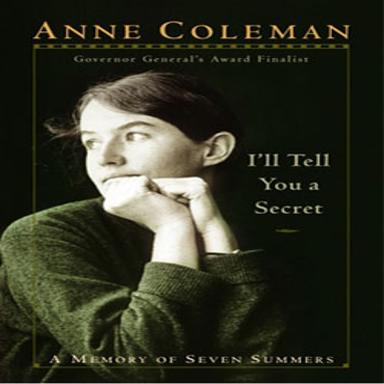 ANNE COLEMAN
Governor General's Award Finalist
I'll Tell
You a
Secret
A MEMORY OF SEVEN SUMMERS